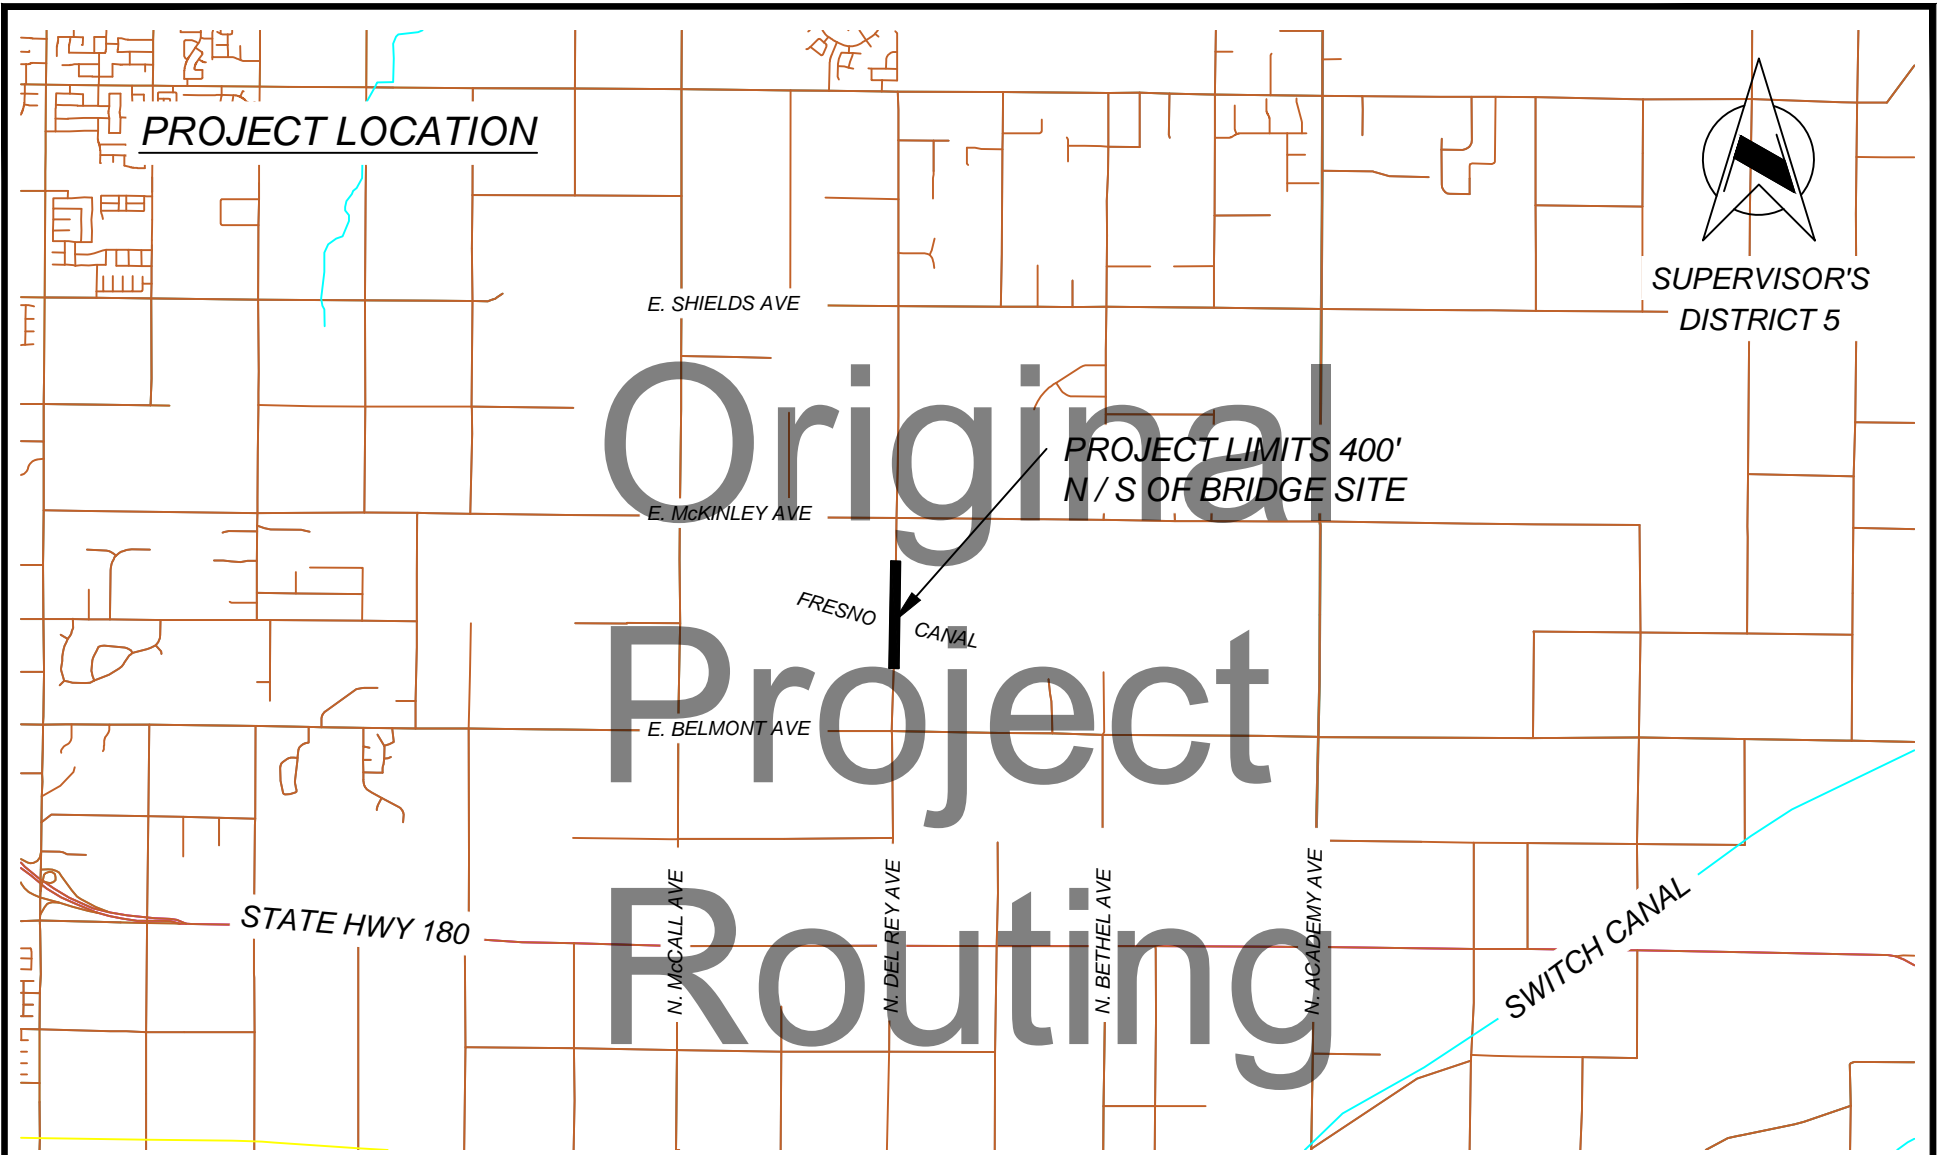 PROJECT LOCATION
SUPERVISOR'S
DISTRICT 5
E. SHIELDS AVE
Original
PROJECT LIMITS 400'
N / S OF BRIDGE SITE
E. McKINLEY AVE
FRESNO
CANAL
Project
E. BELMONT AVE
Routing
STATE HWY 180
N. McCALL AVE
N. DEL REY AVE
N. BETHEL AVE
N. ACADEMY AVE
SWITCH CANAL